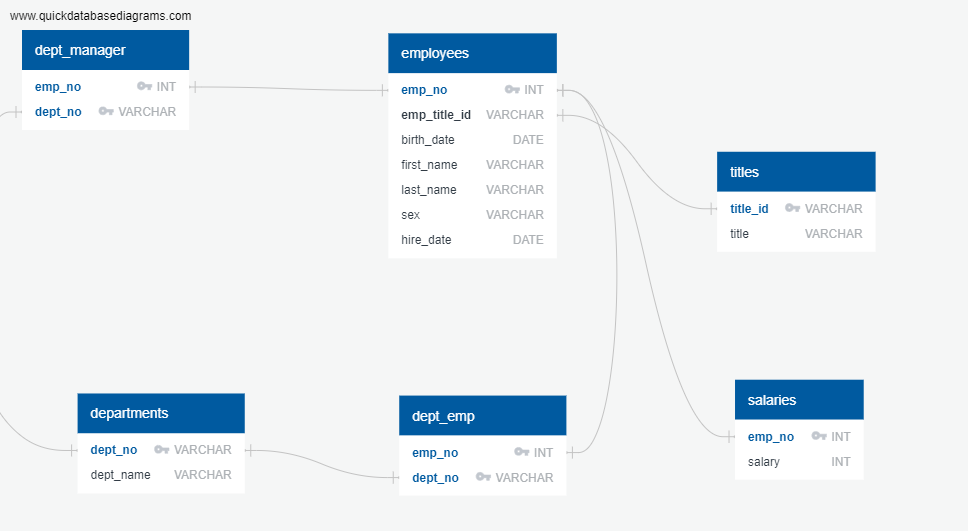 www.quickdatabasediagrams.com
dept_manager
emp_no INT
dept_no VARCHAR
employees
emp_no INT
emp_title_id VARCHAR
birth_date DATE
first_name VARCHAR
last_name VARCHAR
sex VARCHAR
hire_date DATE
titles
title_id VARCHAR
title VARCHAR
departments
dept_no VARCHAR
dept_name VARCHAR
dept_emp
emp_no INT
dept_no VARCHAR
salaries
emp_no INT
salary INT